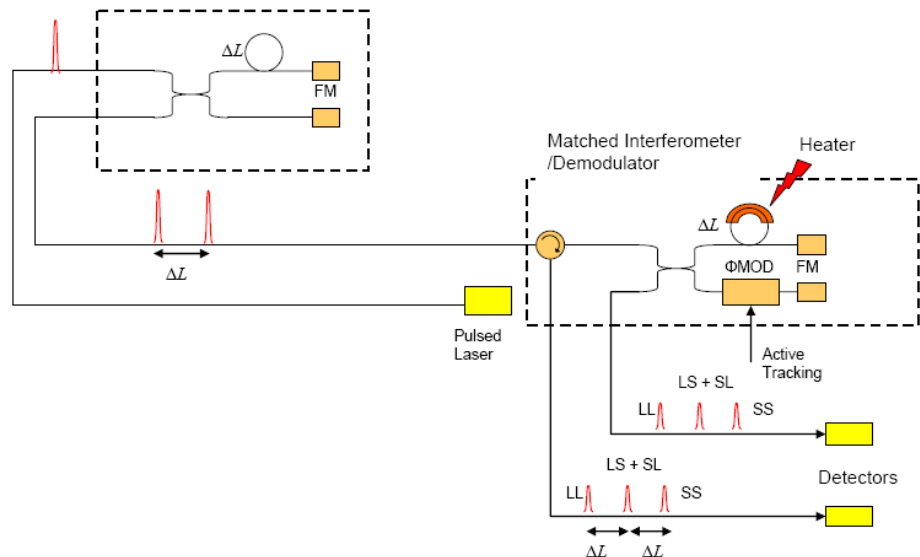 ΔL
FM
Matched Interferometer
/Demodulator
Heater
ΔL
ΦMOD
FM
ΔL
Pulsed
Laser
Active
Tracking
LS + SL
LL
SS
LS + SL
Detectors
LL
SS
ΔL
ΔL